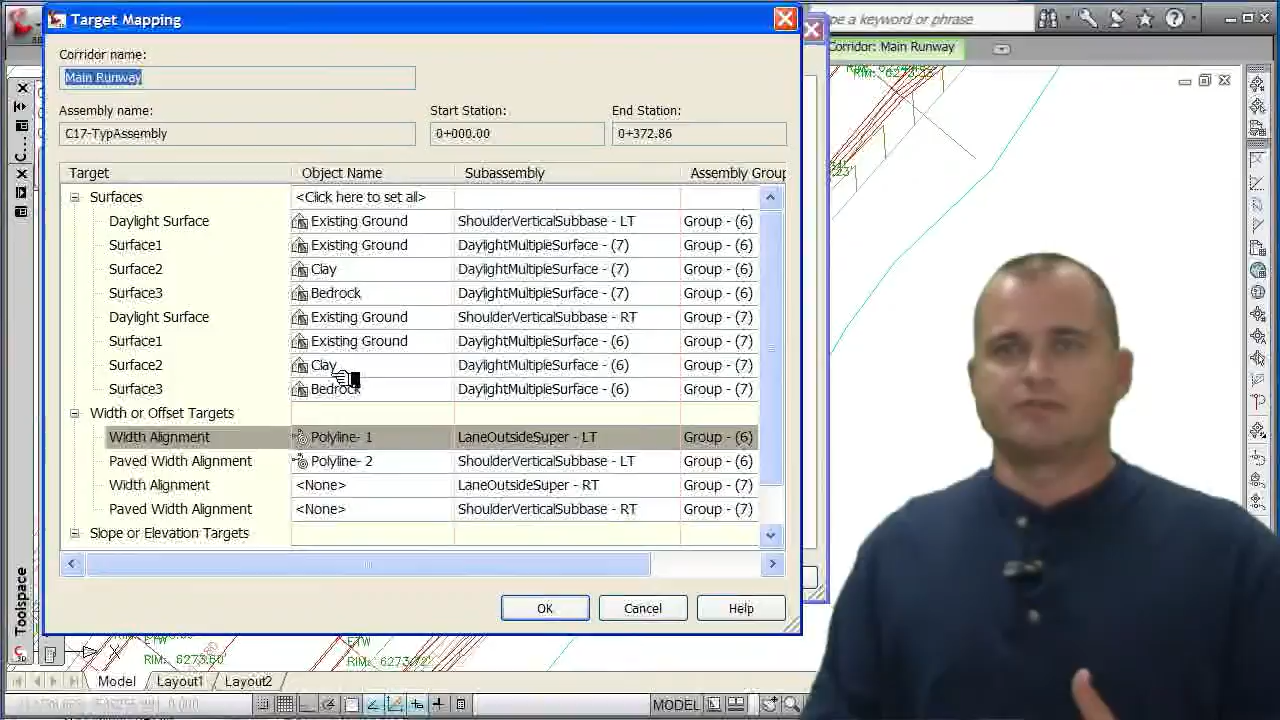 Target Mapping
pe a keyword or phrase
Corridor: Main Runway
Corridor name:
Main Runway
Assembly name: Start Station: End Station:
C17-TypAssembly 0+000.00 0+372.86
Target Object Name Subassembly Assembly Group
Surfaces <Click here to set all>
Daylight Surface Existing Ground ShoulderVerticalSubbase - LT Group - (6)
Surface1 Existing Ground DaylightMultipleSurface - (7) Group - (6)
Surface2 Clay DaylightMultipleSurface - (7) Group - (6)
Surface3 Bedrock DaylightMultipleSurface - (7) Group - (6)
Daylight Surface Existing Ground ShoulderVerticalSubbase - RT Group - (7)
Surface1 Existing Ground DaylightMultipleSurface - (6) Group - (7)
Surface2 Clay DaylightMultipleSurface - (6) Group - (7)
Surface3 Bedrock DaylightMultipleSurface - (6) Group - (7)
Width or Offset Targets
Width Alignment Polyline- 1 LaneOutsideSuper - LT Group - (6)
Paved Width Alignment Polyline- 2 ShoulderVerticalSubbase - LT Group - (6)
Width Alignment <None> LaneOutsideSuper - RT Group - (7)
Paved Width Alignment <None> ShoulderVerticalSubbase - RT Group - (7)
Slope or Elevation Targets
OK Cancel Help
Toolspace
RIM: 6273.72'
Model Layout1 Layout2
MODEL